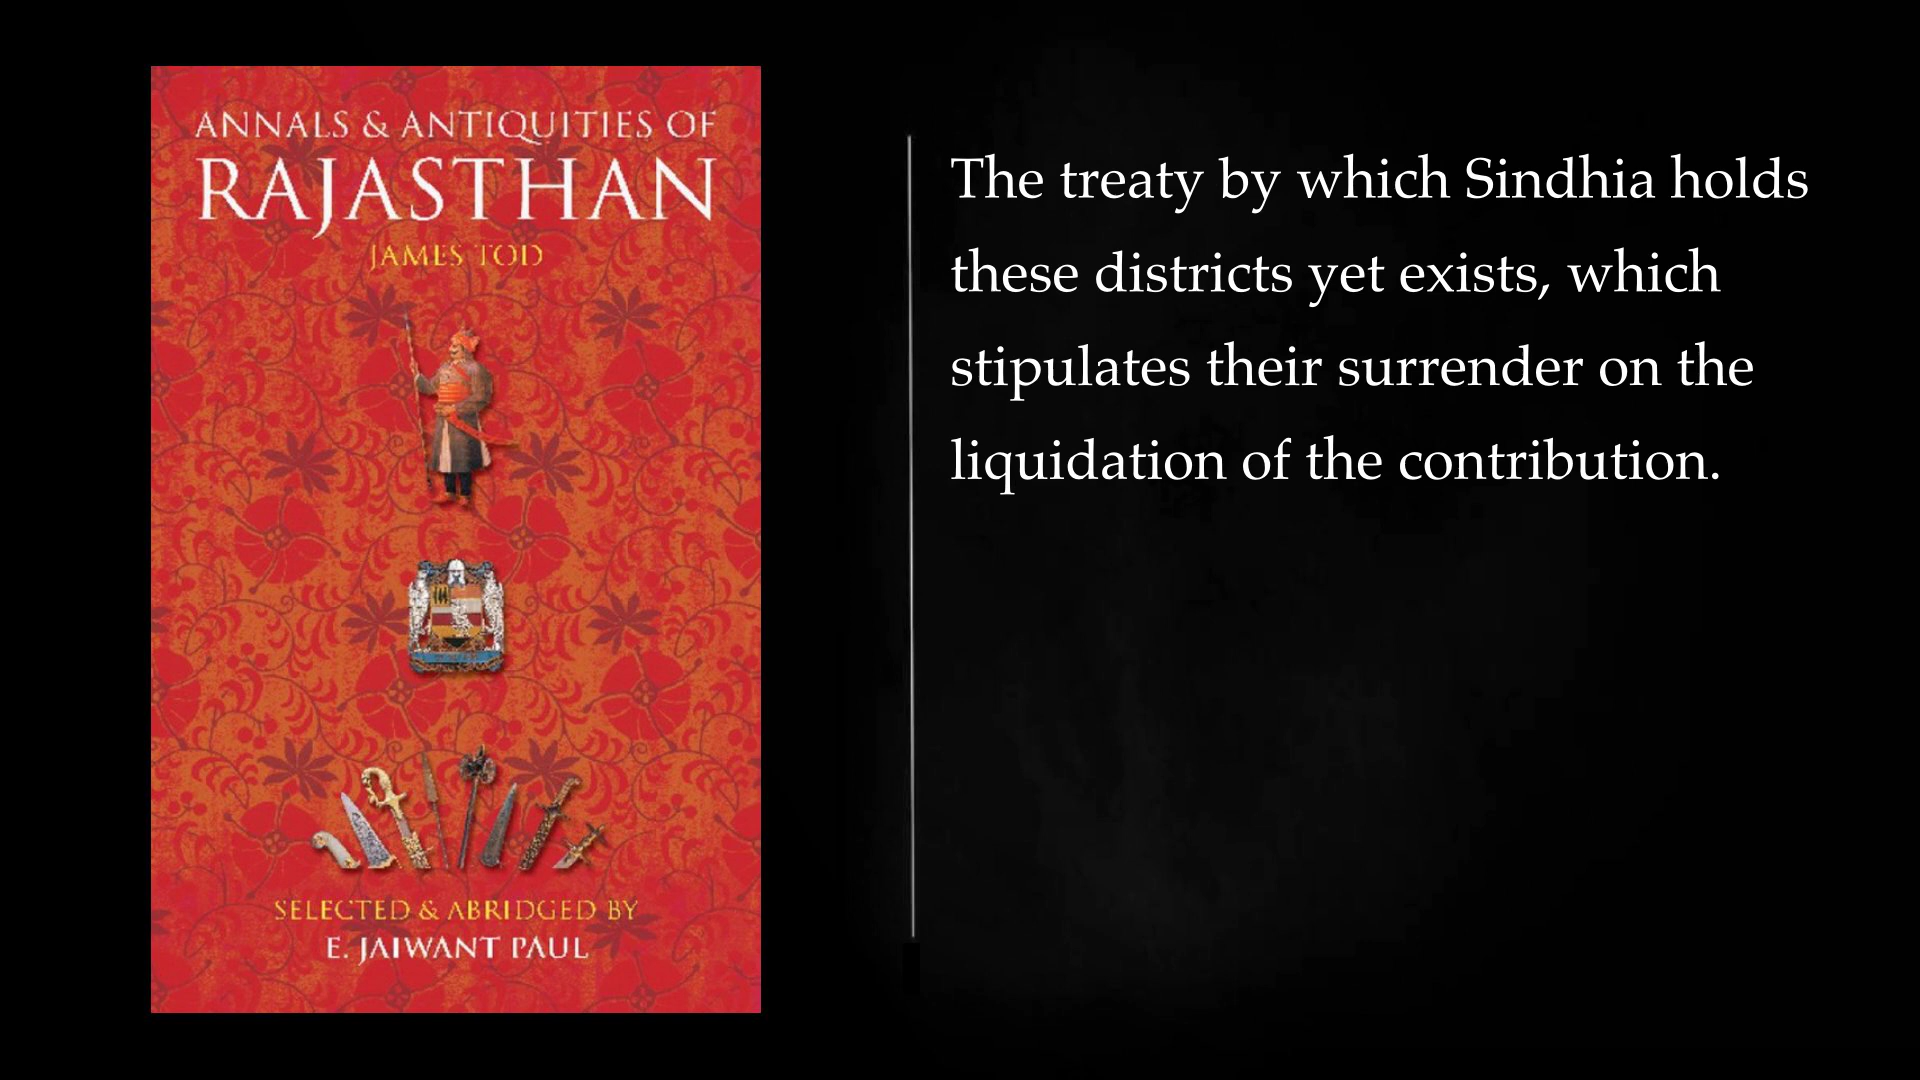 ANNALS & ANTIQUITIES OF
RAJASTHAN
JAMES TOD
SELECTED & ABRIDGED BY
E. JAIWANT PAUL
The treaty by which Sindhia holds
these districts yet exists, which
stipulates their surrender on the
liquidation of the contribution.